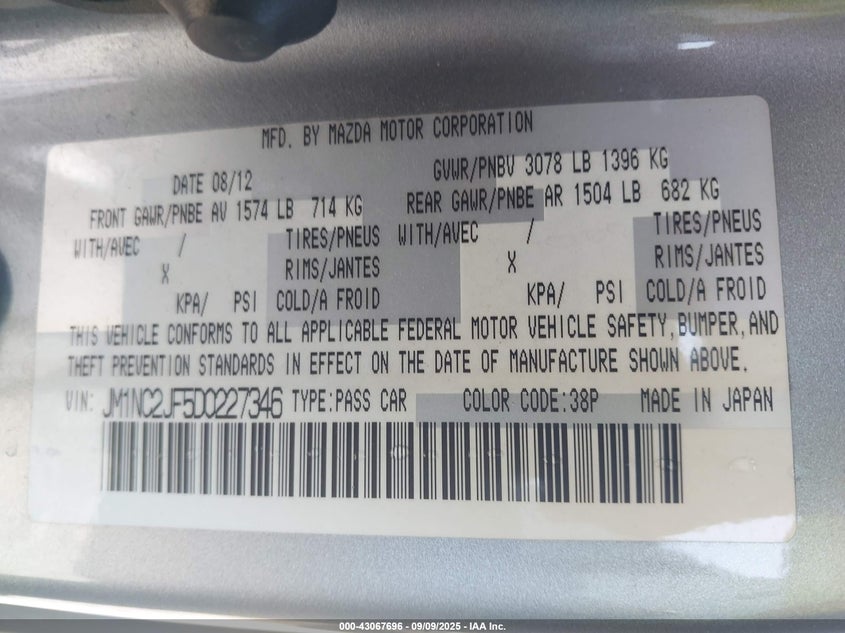 MFD. BY MAZDA MOTOR CORPORATION
DATE 08/12 GVWR/PNBV 3078 LB 1396 KG
FRONT GAWR/PNBE AV 1574 LB 714 KG REAR GAWR/PNBE AR 1504 LB 682 KG
WITH/AVEC / TIRES/PNEUS WITH/AVEC / TIRES/PNEUS
X RIMS/JANTES X RIMS/JANTES
KPA/ PSI COLD/A FROID KPA/ PSI COLD/A FROID
THIS VEHICLE CONFORMS TO ALL APPLICABLE FEDERAL MOTOR VEHICLE SAFETY, BUMPER, AND
THEFT PREVENTION STANDARDS IN EFFECT ON THE DATE OF MANUFACTURE SHOWN ABOVE.
VIN: JM1NC2JF5D0227346 TYPE:PASS CAR COLOR CODE:38P MADE IN JAPAN
000-43067696 - 09/09/2025 - IAA Inc.